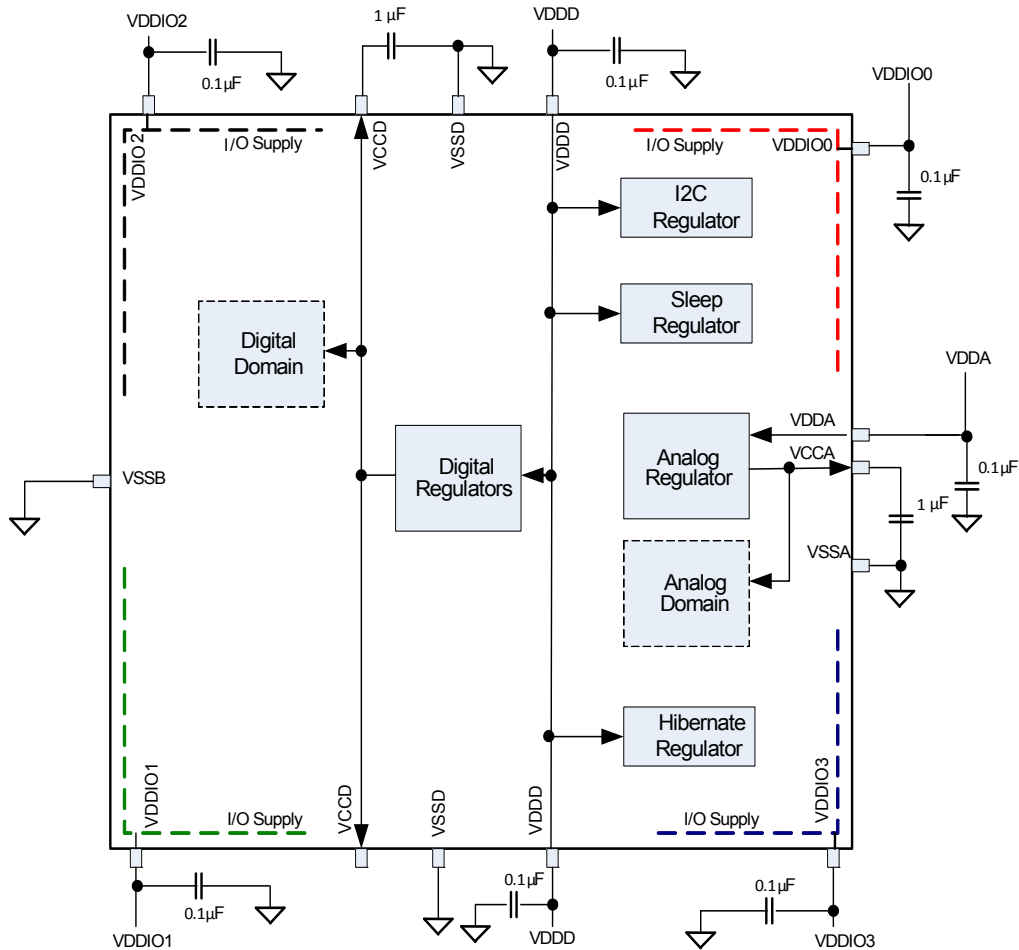 VDDIO2
1 µF
VDDD
0.1µF
0.1µF
VDDIO0
0.1µF
I/O Supply
VDDIO2
VCCD
VSSD
VDDD
I/O Supply
VDDIO0
I2C
Regulator
Sleep
Regulator
Digital
Domain
VDDA
VDDA
Analog
Regulator
VCCA
0.1µF
Digital
Regulators
VSSB
1 µF
VSSA
Analog
Domain
Hibernate
Regulator
VDDIO1
I/O Supply
VCCD
VSSD
VDDD
I/O Supply
VDDIO3
0.1µF
0.1µF
0.1µF
VDDIO1
VDDD
VDDIO3